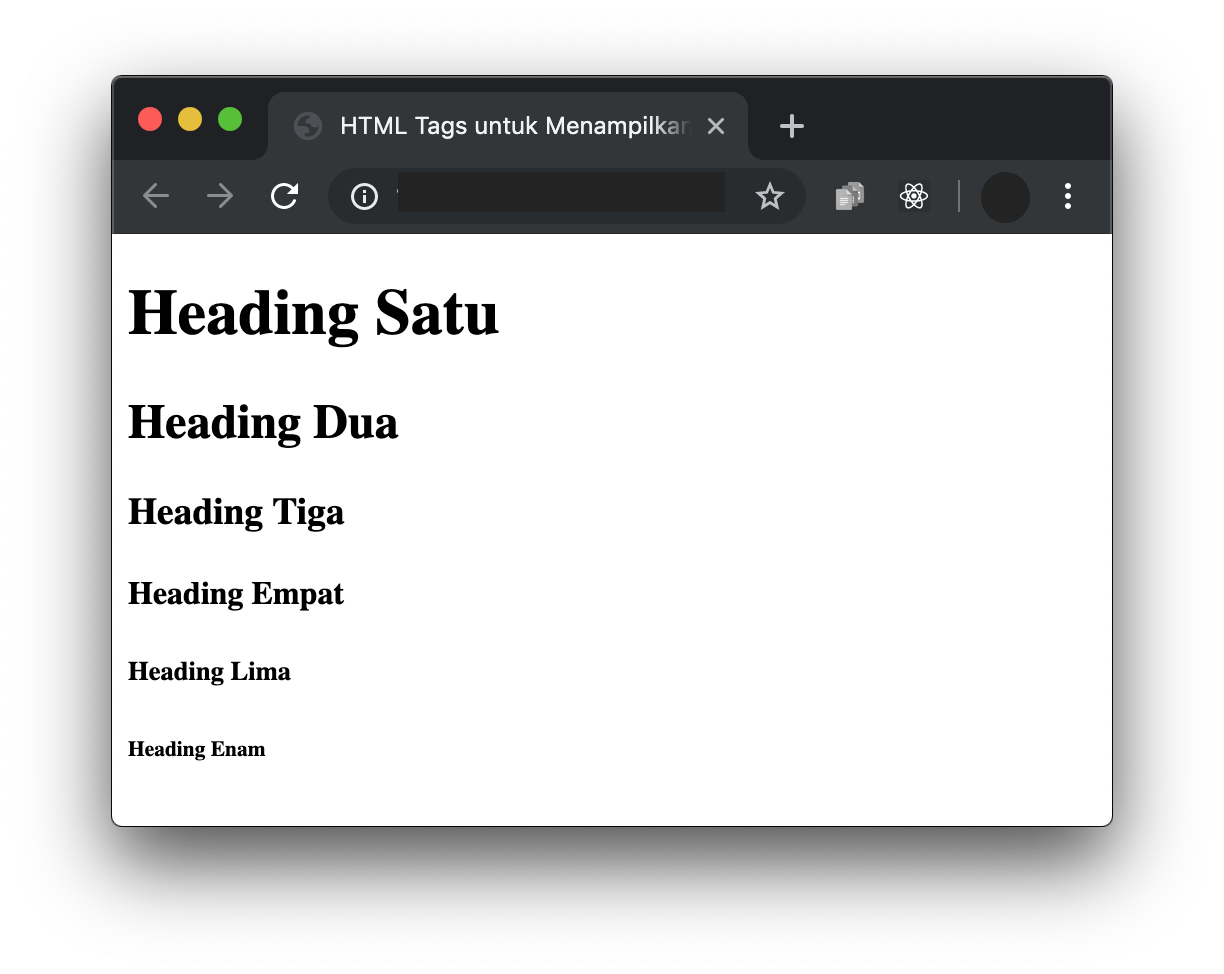 HTML Tags untuk Menampilkan
Heading Satu
Heading Dua
Heading Tiga
Heading Empat
Heading Lima
Heading Enam